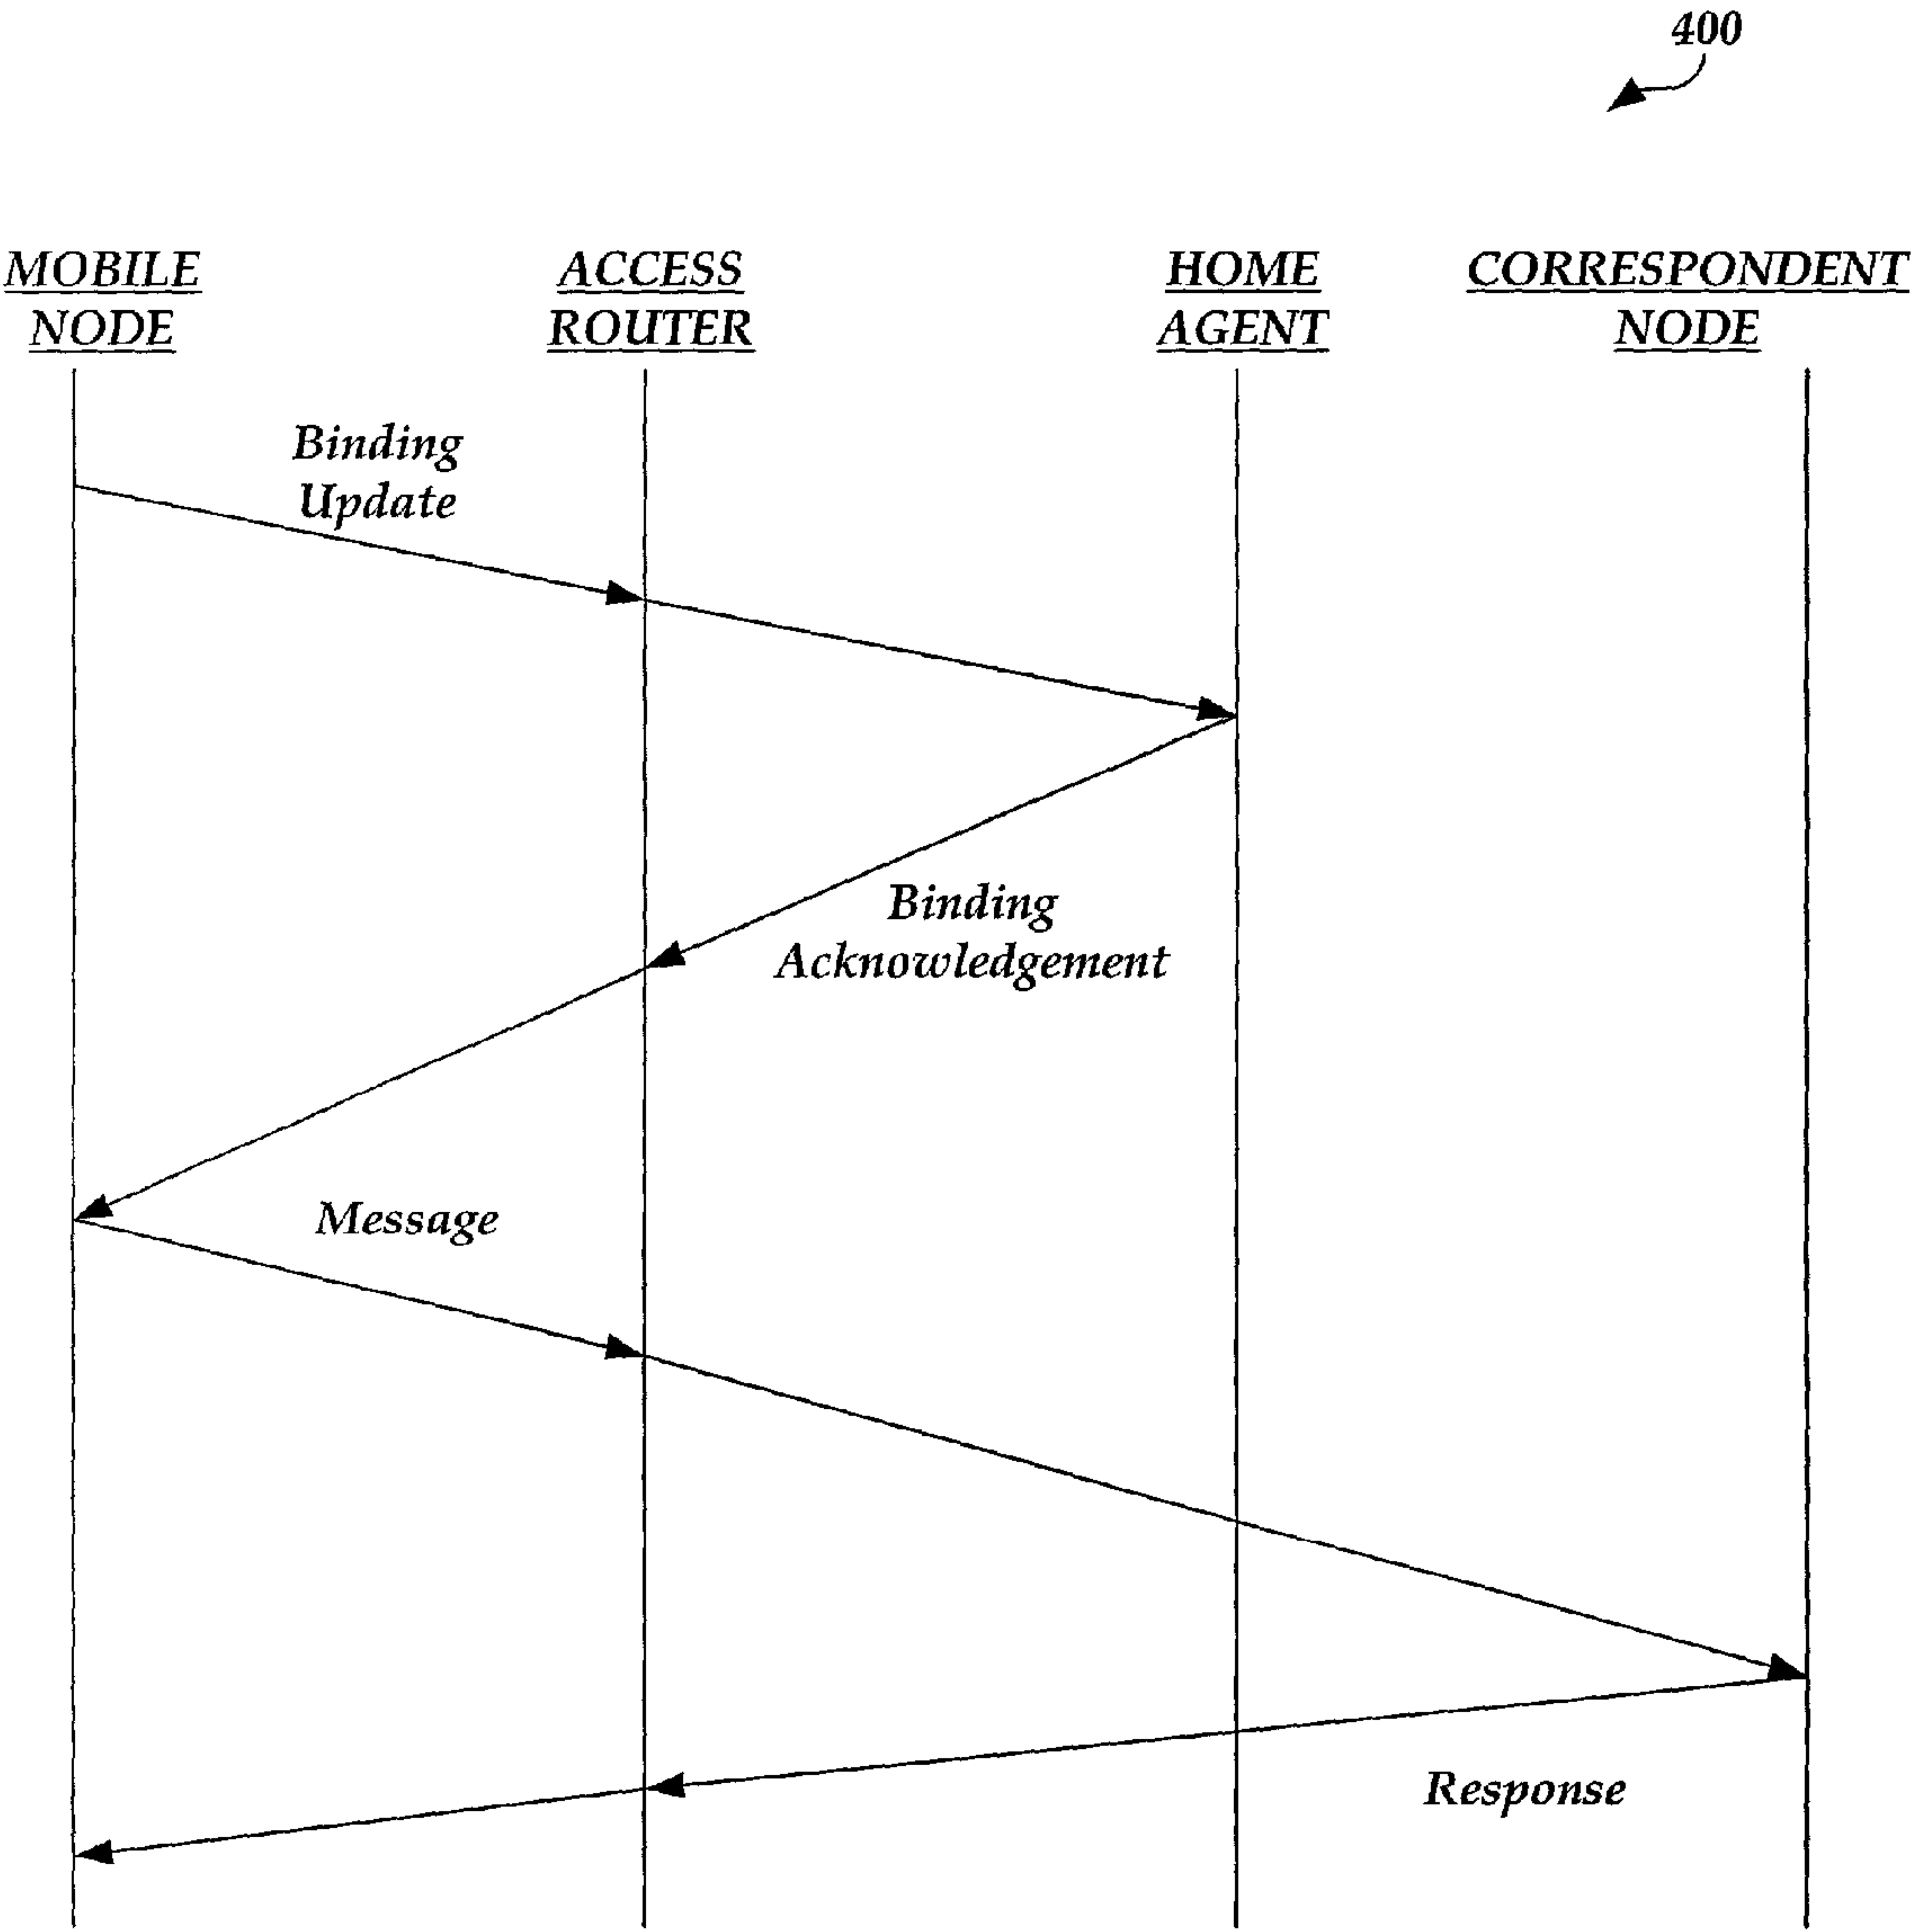 400
MOBILE
NODE
ACCESS
ROUTER
HOME
AGENT
CORRESPONDENT
NODE
Binding
Update
Binding
Acknowledgement
Message
Response